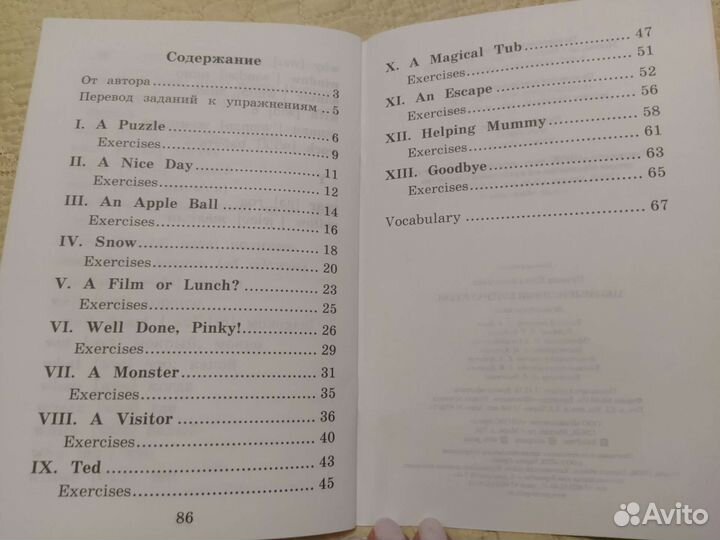 Содержание
От автора.....................................3
Перевод заданий к упражнениям ..5
I. A Puzzle.....................................6
Exercises.....................................9
II. A Nice Day.....................................11
Exercises.....................................12
III. An Apple Ball.....................................14
Exercises.....................................16
IV. Snow.....................................18
Exercises.....................................20
V. A Film or Lunch?.....................................23
Exercises.....................................25
VI. Well Done, Pinky!.....................................26
Exercises.....................................29
VII. A Monster.....................................31
Exercises.....................................35
VIII. A Visitor.....................................36
Exercises.....................................40
IX. Ted.....................................43
Exercises.....................................45
86
X. A Magical Tub.....................................47
Exercises.....................................51
XI. An Escape.....................................52
Exercises.....................................56
XII. Helping Mummy.....................................58
Exercises.....................................61
XIII. Goodbye.....................................63
Exercises.....................................65
Vocabulary.....................................67
Avito